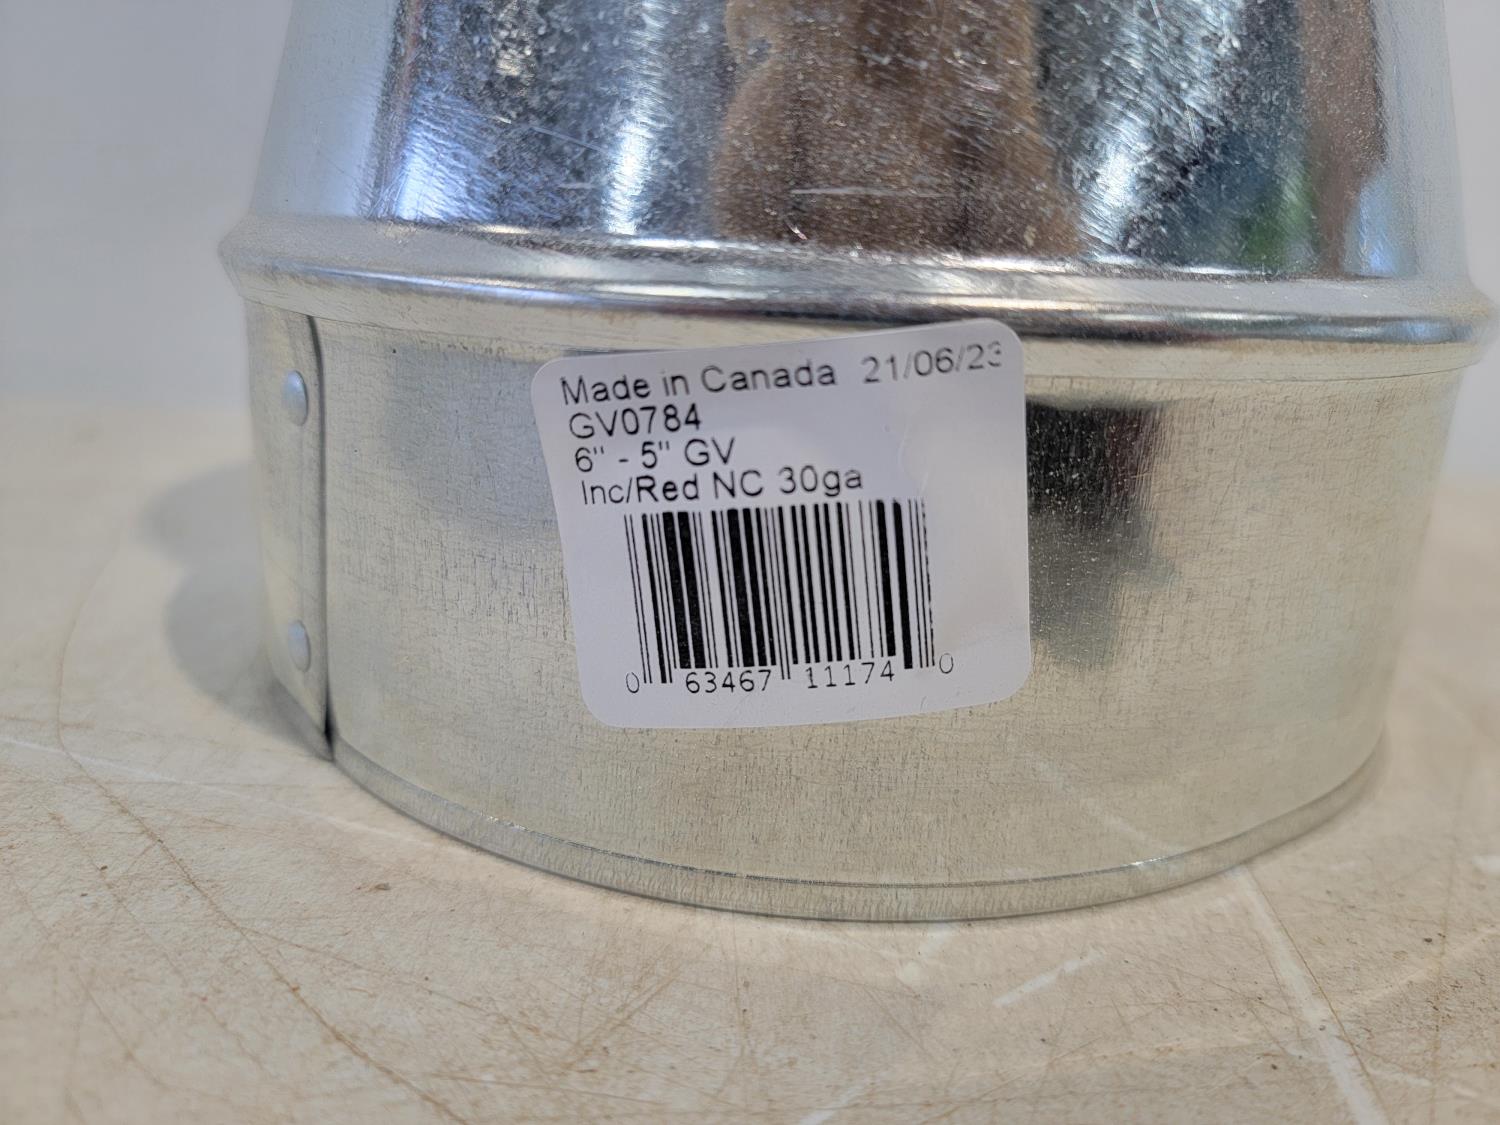 Made in Canada 21/06/23
GV0784
6" - 5" GV
Inc/Red NC 30ga
0 63467 11174 0